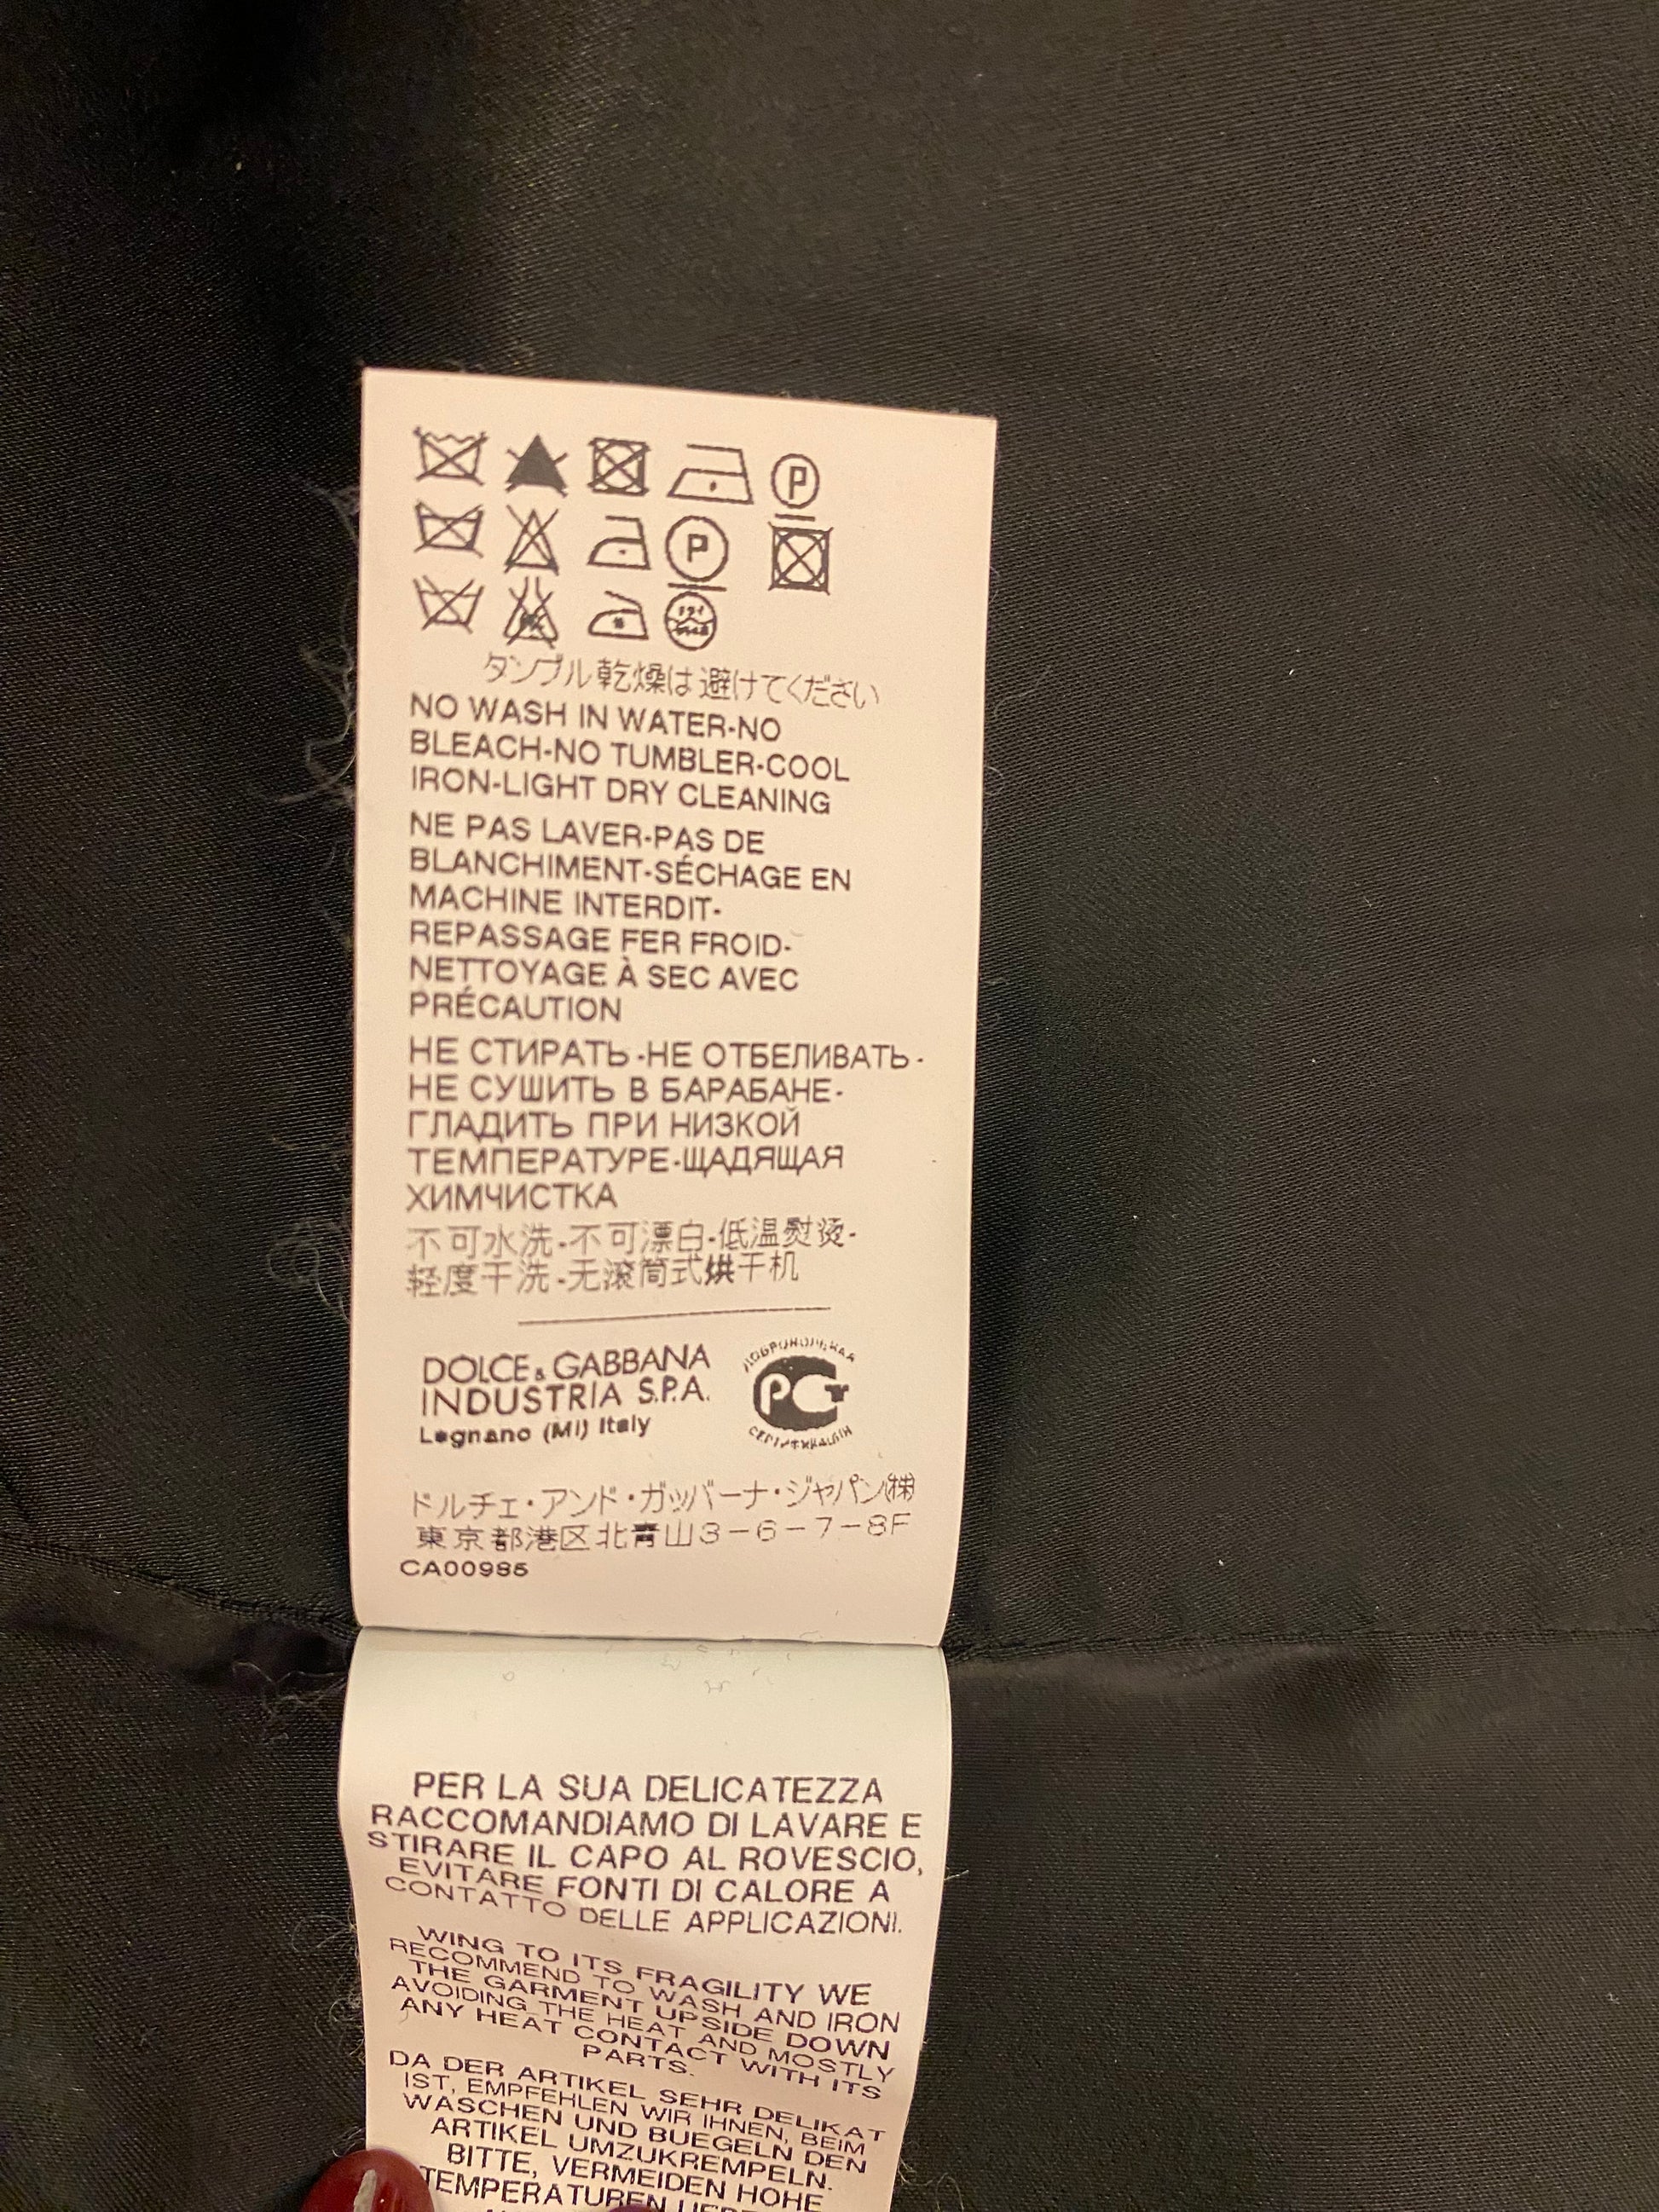 P
P
タンブル乾燥は避けてください
NO WASH IN WATER-NO
BLEACH-NO TUMBLER-COOL
IRON-LIGHT DRY CLEANING
NE PAS LAVER-PAS DE
BLANCHIMENT-SÉCHAGE EN
MACHINE INTERDIT-
REPASSAGE FER FROID-
NETTOYAGE À SEC AVEC
PRÉCAUTION
НЕ СТИРАТЬ-НЕ ОТБЕЛИВАТЬ-
НЕ СУШИТЬ В БАРАБАНЕ-
ГЛАДИТЬ ПРИ НИЗКОЙ
ТЕМПЕРАТУРЕ-ЩАДЯЩАЯ
ХИМЧИСТКА
不可水洗-不可漂白-低温熨烫-
轻度干洗-无滚筒式烘干机
DOLCE & GABBANA
INDUSTRIA S.P.A.
Legnano (MI) Italy
PCT
ドルチェ・アンド・ガッバーナ・ジャパン㈱
東京都港区北青山3-6-7-8F
CA00985
PER LA SUA DELICATEZZA
RACCOMANDIAMO DI LAVARE E
STIRARE IL CAPO AL ROVESCIO,
EVITARE FONTI DI CALORE A
CONTATTO DELLE APPLICAZIONI.
WING TO ITS FRAGILITY WE
RECOMMEND TO WASH AND IRON
THE GARMENT UPSIDE DOWN
AVOIDING THE HEAT AND MOSTLY
ANY HEAT CONTACT WITH ITS
PARTS.
DA DER ARTIKEL SEHR DELIKAT
IST, EMPFEHLEN WIR IHNEN, BEIM
WASCHEN UND BUEGELN DEN
ARTIKEL UMZUKREMPELN.
BITTE, VERMEIDEN HOHE
TEMPERATUREN